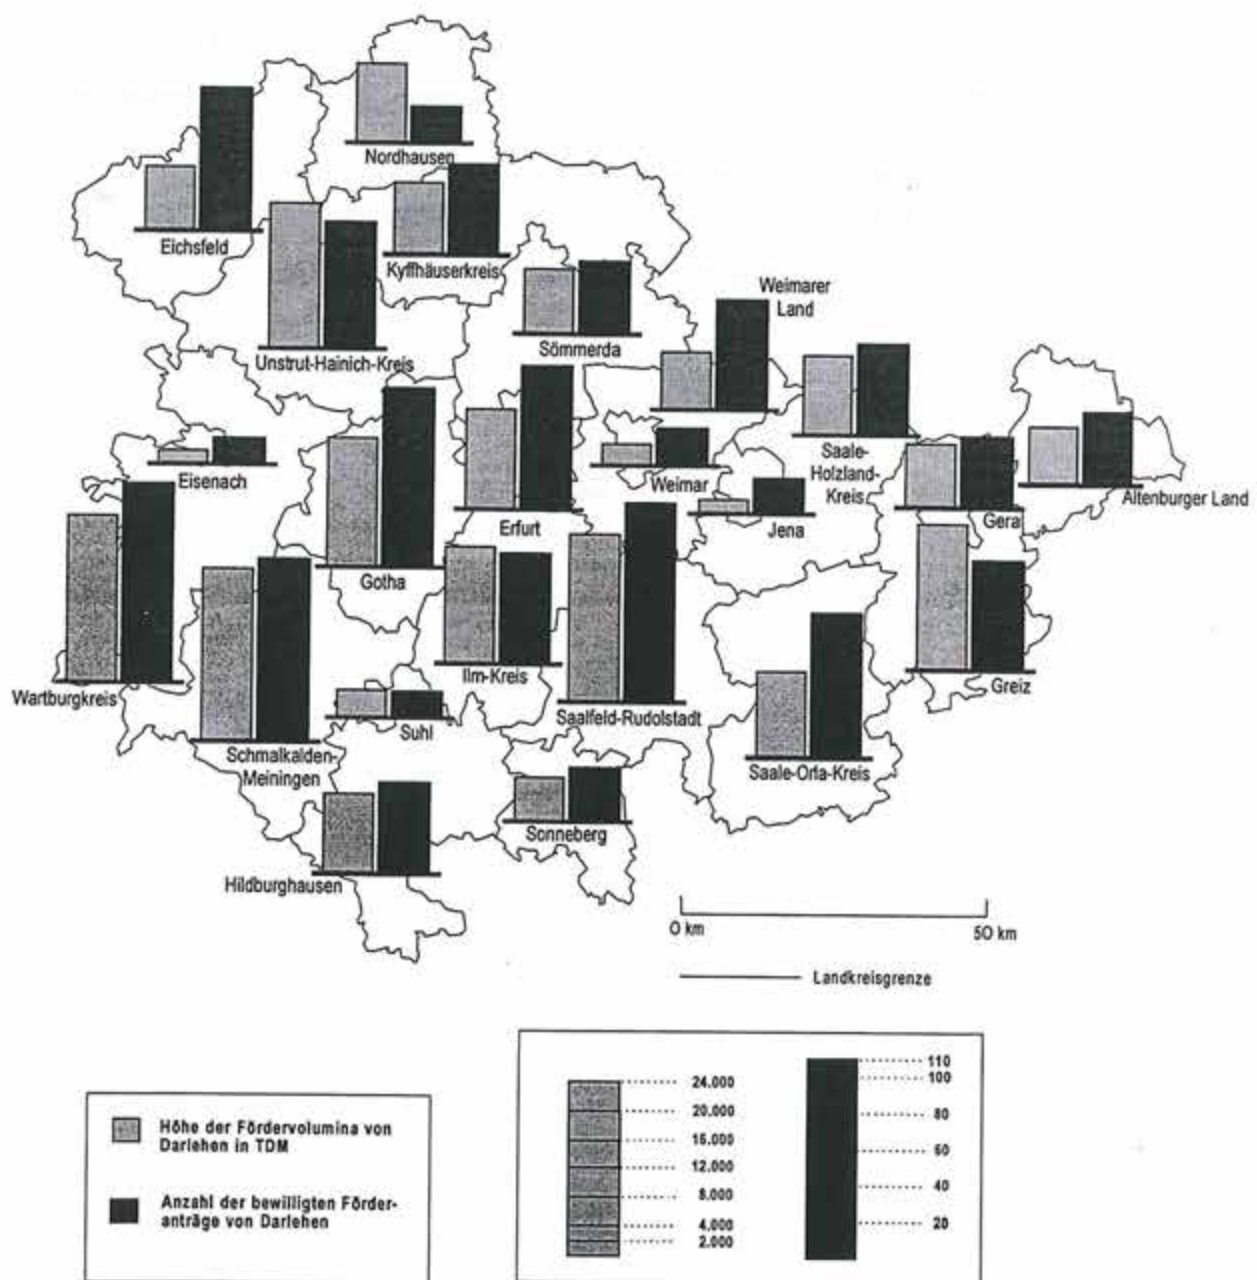 Nordhausen
Eichsfeld
Kyffhäuserkreis
Weimarer
Land
Sömmerda
Unstrut-Hainich-Kreis
Saale-
Holzland-
Kreis
Eisenach
Weimar
Altenburger Land
Erfurt
Jena
Gera
Gotha
Ilm-Kreis
Greiz
Wartburgkreis
Saalfeld-Rudolstadt
Suhl
Schmalkalden-
Meiningen
Saale-Orla-Kreis
Sonneberg
Hildburghausen
0 km
50 km
Landkreisgrenze
Höhe der Fördervolumina von
Darlehen in TDM
Anzahl der bewilligten Förder-
anträge von Darlehen
24.000
20.000
16.000
12.000
8.000
4.000
2.000
110
100
80
60
40
20